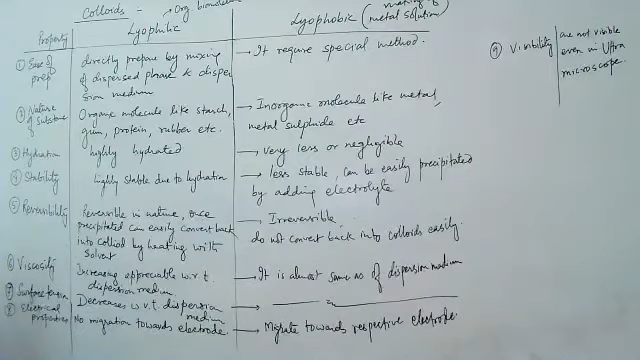 Colloids → Org.
Property Lyophilic Lyophobic (metal solution)
① Ease of prep directly prepare by mixing of dispersed phase & disper sion medium → It require special method.
② Nature of substance Organic molecule like starch, gum, protein, rubber etc. → Inorganic molecule like metal, metal sulphide etc
③ Hydration highly hydrated → Very less or negligible
④ Stability highly stable due to hydration → less stable, can be easily precipitated by adding electrolyte
⑤ Reversibility Reversible in nature, once precipitated can easily convert back into colliod by heating with solvent → Irreversible do not convert back into colloids easily.
⑥ Viscosity Increasing appreciable w.r.t. dispersion medium. → It is almost same as of dispersion medium
⑦ Surface tension Decreases w.r.t. dispersion medium →
⑧ Electrical properties No migration towards electrode. → Migrate towards respective electrode
⑨ Visibility are not visible even in Ultra microscope.